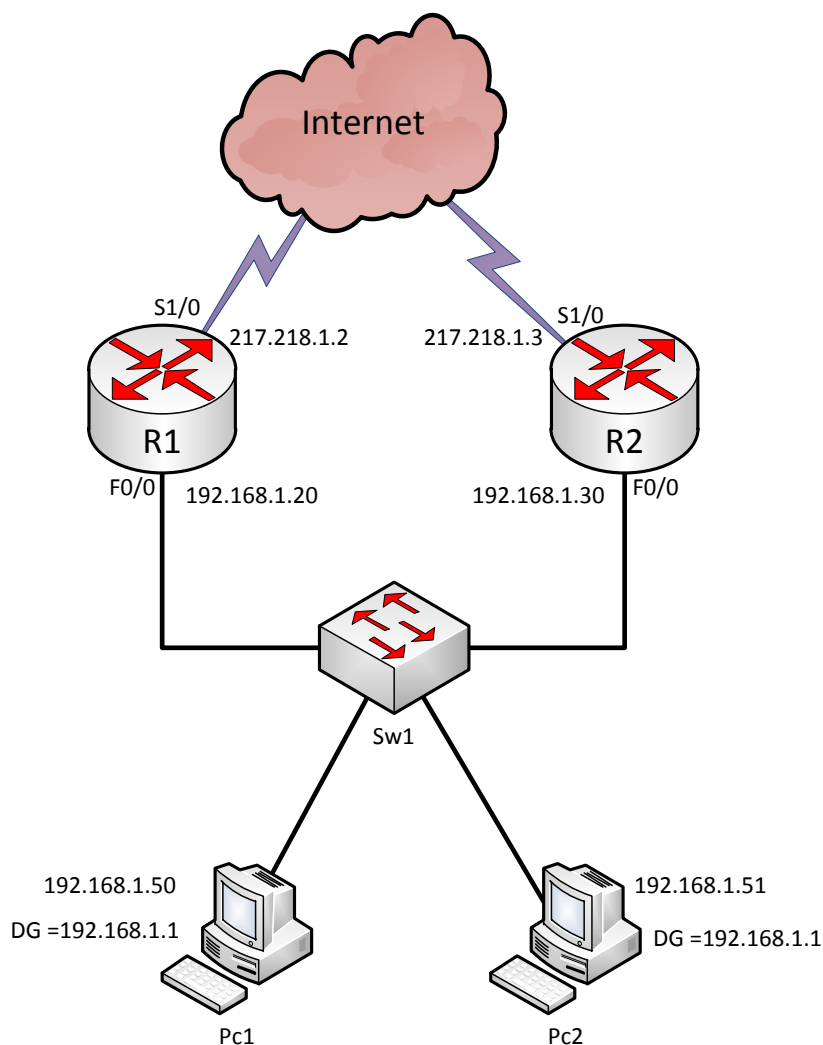 Internet
S1/0
S1/0
217.218.1.2
217.218.1.3
R1
R2
F0/0
192.168.1.20
192.168.1.30
F0/0
Sw1
192.168.1.50
192.168.1.51
DG =192.168.1.1
DG =192.168.1.1
Pc1
Pc2